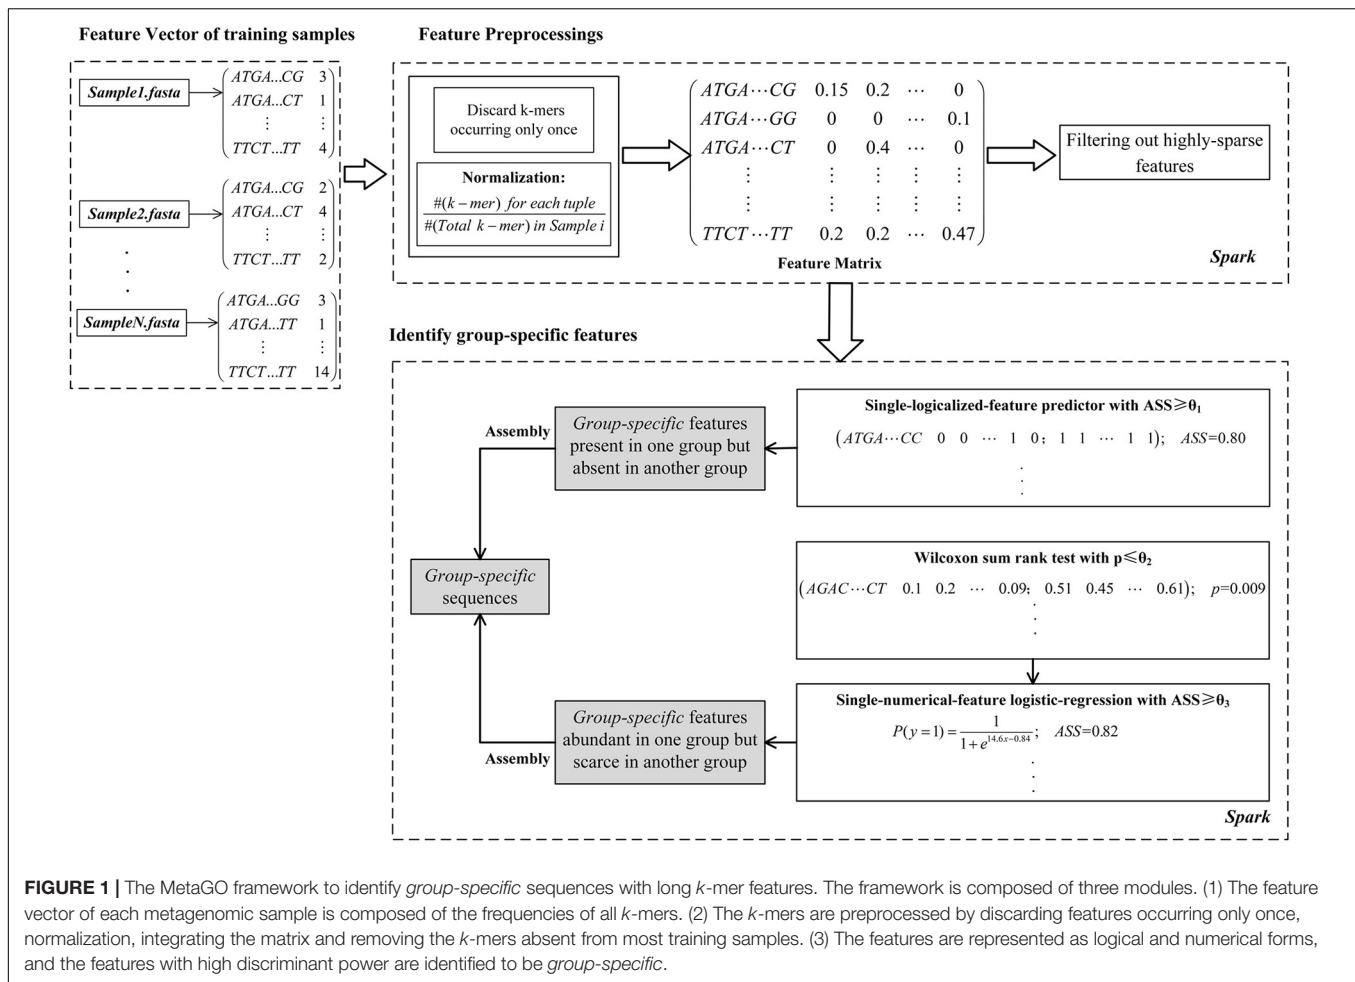 Feature Vector of training samples
Sample1.fasta
ATGA...CG 3
ATGA...CT 1
⋮ ⋮
TTCT...TT 4
Sample2.fasta
ATGA...CG 2
ATGA...CT 4
⋮ ⋮
TTCT...TT 2
.
.
.
SampleN.fasta
ATGA...GG 3
ATGA...TT 1
⋮ ⋮
TTCT...TT 14
Feature Preprocessings
Discard k-mers
occurring only once
Normalization:
#(k−mer) for each tuple
#(Total k−mer) in Sample i
ATGA⋯CG 0.15 0.2 ⋯ 0
ATGA⋯GG 0 0 ⋯ 0.1
ATGA⋯CT 0 0.4 ⋯ 0
⋮ ⋮ ⋮ ⋮ ⋮
⋮ ⋮ ⋮ ⋮ ⋮
TTCT⋯TT 0.2 0.2 ⋯ 0.47
Feature Matrix
Filtering out highly-sparse
features
Spark
Identify group-specific features
Single-logicalized-feature predictor with ASS≥θ₁
(ATGA⋯CC 0 0 ⋯ 1 0; 1 1 ⋯ 1 1); ASS=0.80
.
.
.
Group-specific features
present in one group but
absent in another group
Assembly
Wilcoxon sum rank test with p≤θ₂
(AGAC⋯CT 0.1 0.2 ⋯ 0.09; 0.51 0.45 ⋯ 0.61); p=0.009
.
.
.
Group-specific
sequences
Single-numerical-feature logistic-regression with ASS≥θ₃
P(y=1)=1/(1+e^(14.6x−0.84)); ASS=0.82
.
.
.
Group-specific features
abundant in one group but
scarce in another group
Assembly
Spark
FIGURE 1 | The MetaGO framework to identify group-specific sequences with long k-mer features. The framework is composed of three modules. (1) The feature
vector of each metagenomic sample is composed of the frequencies of all k-mers. (2) The k-mers are preprocessed by discarding features occurring only once,
normalization, integrating the matrix and removing the k-mers absent from most training samples. (3) The features are represented as logical and numerical forms,
and the features with high discriminant power are identified to be group-specific.